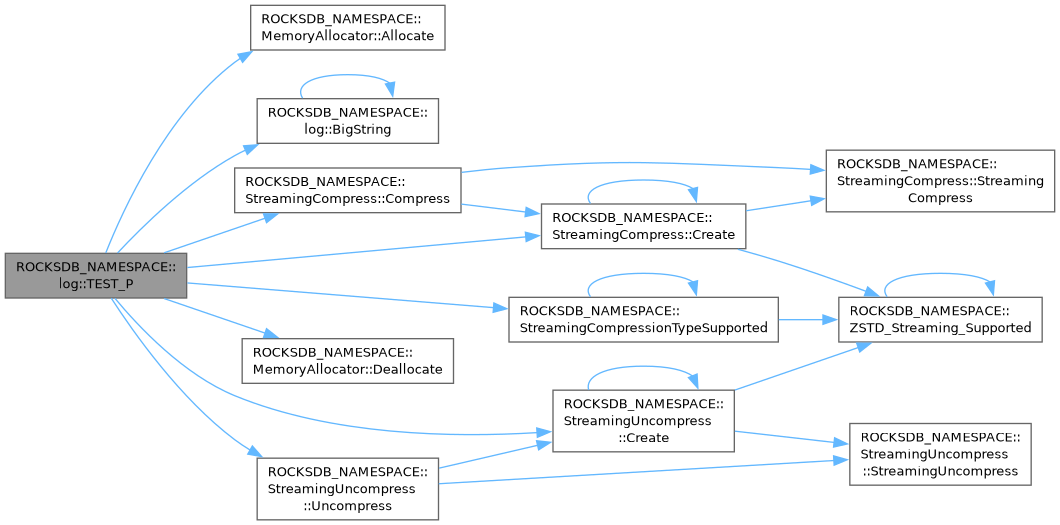 ROCKSDB_NAMESPACE::
MemoryAllocator::Allocate
ROCKSDB_NAMESPACE::
log::BigString
ROCKSDB_NAMESPACE::
StreamingCompress::Streaming
Compress
ROCKSDB_NAMESPACE::
StreamingCompress::Compress
ROCKSDB_NAMESPACE::
StreamingCompress::Create
ROCKSDB_NAMESPACE::
log::TEST_P
ROCKSDB_NAMESPACE::
StreamingCompressionTypeSupported
ROCKSDB_NAMESPACE::
ZSTD_Streaming_Supported
ROCKSDB_NAMESPACE::
MemoryAllocator::Deallocate
ROCKSDB_NAMESPACE::
StreamingUncompress
::Create
ROCKSDB_NAMESPACE::
StreamingUncompress
::StreamingUncompress
ROCKSDB_NAMESPACE::
StreamingUncompress
::Uncompress